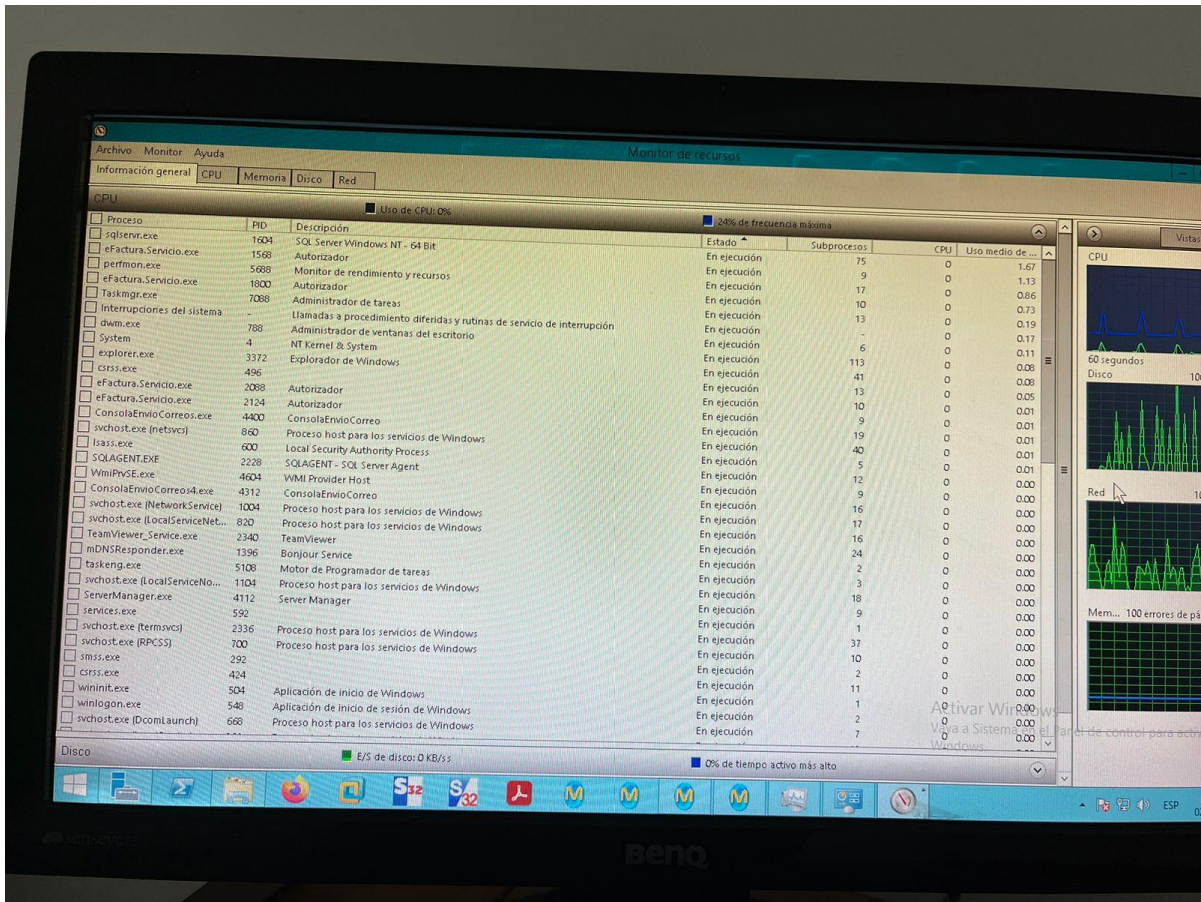 Monitor de recursos
Archivo Monitor Ayuda
Información general CPU Memoria Disco Red
CPU Uso de CPU: 0% 24% de frecuencia máxima
Proceso PID Descripción Estado Subprocesos CPU Uso medio de ...
sqlservr.exe 1604 SQL Server Windows NT - 64 Bit En ejecución 75 0 1.67
eFactura.Servicio.exe 1568 Autorizador En ejecución 9 0 1.13
perfmon.exe 5688 Monitor de rendimiento y recursos En ejecución 17 0 0.86
eFactura.Servicio.exe 1800 Autorizador En ejecución 10 0 0.73
Taskmgr.exe 7088 Administrador de tareas En ejecución 13 0 0.19
Interrupciones del sistema - Llamadas a procedimiento diferidas y rutinas de servicio de interrupción En ejecución - 0 0.17
dwm.exe 788 Administrador de ventanas del escritorio En ejecución 6 0 0.11
System 4 NT Kernel & System En ejecución 113 0 0.08
explorer.exe 3372 Explorador de Windows En ejecución 41 0 0.08
csrss.exe 496 En ejecución 13 0 0.05
eFactura.Servicio.exe 2088 Autorizador En ejecución 10 0 0.01
eFactura.Servicio.exe 2124 Autorizador En ejecución 9 0 0.01
ConsolaEnvioCorreos.exe 4400 ConsolaEnvioCorreo En ejecución 19 0 0.01
svchost.exe (netsvcs) 860 Proceso host para los servicios de Windows En ejecución 40 0 0.01
lsass.exe 600 Local Security Authority Process En ejecución 5 0 0.01
SQLAGENT.EXE 2228 SQLAGENT - SQL Server Agent En ejecución 12 0 0.00
WmiPrvSE.exe 4604 WMI Provider Host En ejecución 9 0 0.00
ConsolaEnvioCorreos4.exe 4312 ConsolaEnvioCorreo En ejecución 16 0 0.00
svchost.exe (NetworkService) 1004 Proceso host para los servicios de Windows En ejecución 17 0 0.00
svchost.exe (LocalServiceNet... 820 Proceso host para los servicios de Windows En ejecución 16 0 0.00
TeamViewer_Service.exe 2340 TeamViewer En ejecución 24 0 0.00
mDNSResponder.exe 1396 Bonjour Service En ejecución 2 0 0.00
taskeng.exe 5108 Motor de Programador de tareas En ejecución 3 0 0.00
svchost.exe (LocalServiceNo... 1104 Proceso host para los servicios de Windows En ejecución 18 0 0.00
ServerManager.exe 4112 Server Manager En ejecución 9 0 0.00
services.exe 592 En ejecución 1 0 0.00
svchost.exe (termsvcs) 2336 Proceso host para los servicios de Windows En ejecución 37 0 0.00
svchost.exe (RPCSS) 700 Proceso host para los servicios de Windows En ejecución 10 0 0.00
smss.exe 292 En ejecución 2 0 0.00
csrss.exe 424 En ejecución 11 0 0.00
wininit.exe 504 Aplicación de inicio de Windows En ejecución 1 0 0.00
winlogon.exe 548 Aplicación de inicio de sesión de Windows En ejecución 2 0 0.00
svchost.exe (DcomLaunch) 668 Proceso host para los servicios de Windows En ejecución 7 0 0.00
Disco E/S de disco: 0 KB/s 0% de tiempo activo más alto
Vistas
CPU
60 segundos
Disco 10
Red 10
Mem... 100 errores de pá
Activar Windows
Vaya a Sistema en el Panel de control para activ
Windows
S32
S/32
ESP
senseye
BenQ